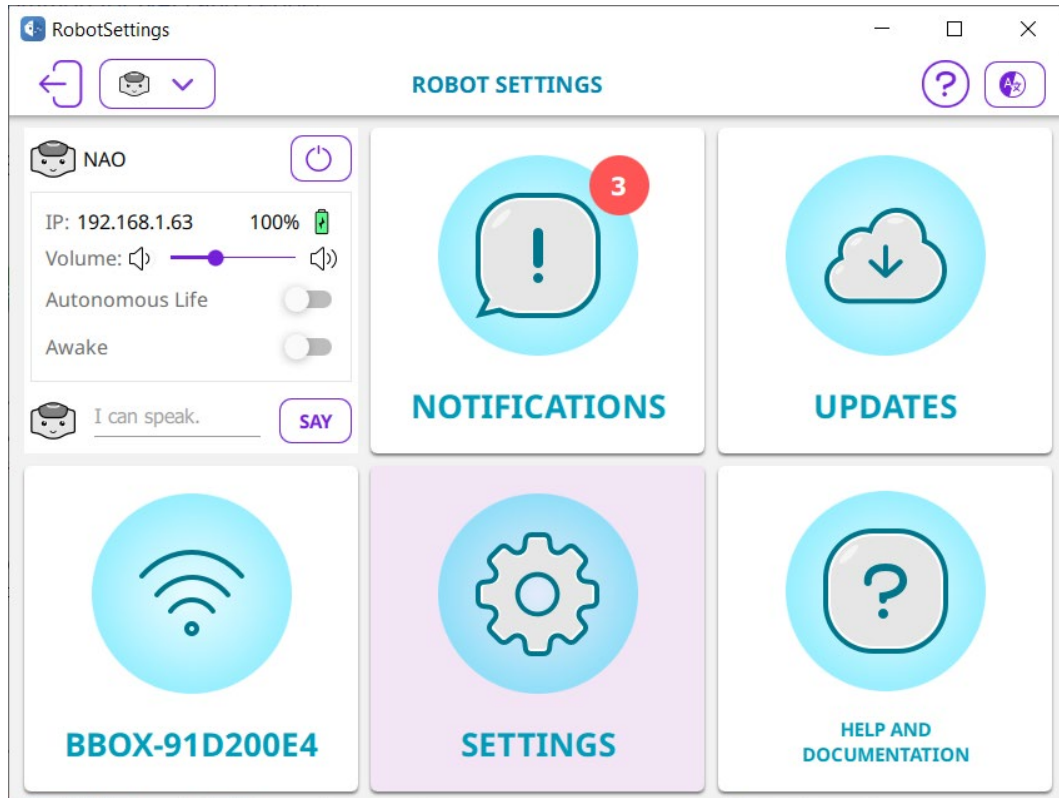 RobotSettings
ROBOT SETTINGS
?
NAO
IP: 192.168.1.63 100%
Volume:
Autonomous Life
Awake
I can speak.
SAY
3
!
NOTIFICATIONS
UPDATES
BBOX-91D200E4
SETTINGS
?
HELP AND
DOCUMENTATION